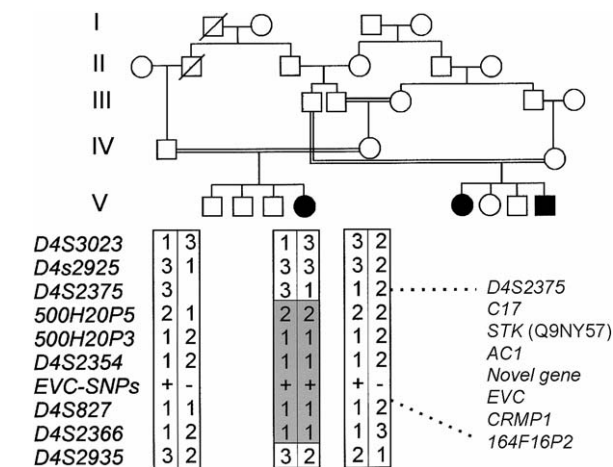 I
II
III
IV
V
D4S3023 1 3 1 3 3 2
D4s2925 3 1 3 3 3 2
D4S2375 3 3 1 1 2 D4S2375
500H20P5 2 1 2 2 2 2 C17
500H20P3 1 2 1 1 1 2 STK (Q9NY57)
D4S2354 1 2 1 1 1 2 AC1
EVC-SNPs + - + + + - Novel gene
D4S827 1 1 1 1 1 2 EVC
D4S2366 1 2 1 1 1 3 CRMP1
D4S2935 3 2 3 2 2 1 164F16P2